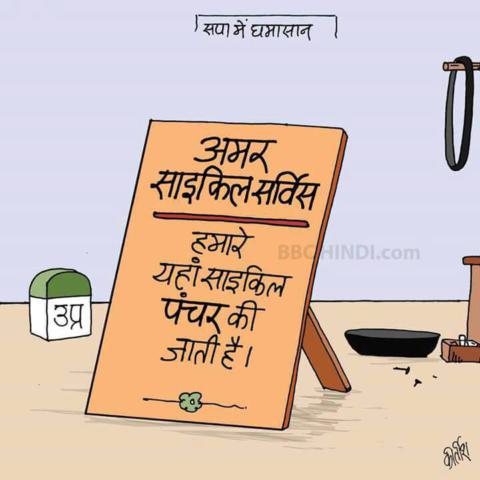 सपा में घमासान
अमर
साइकिल सर्विस
हमारे
यहाँ साइकिल
पंचर की
जाती है।
BBCHINDI.com
उप्र
कीर्तीश